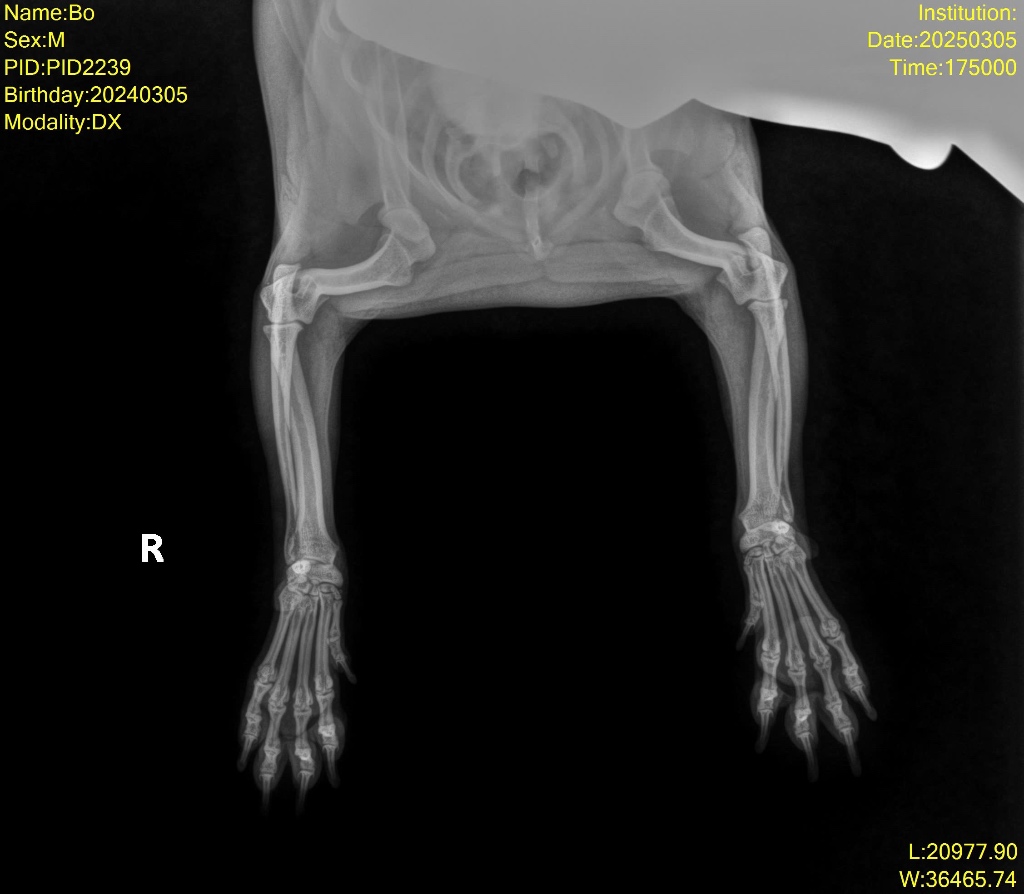 Name:Bo
Sex:M
PID:PID2239
Birthday:20240305
Modality:DX
Institution:
Date:20250305
Time:175000
R
L:20977.90
W:36465.74